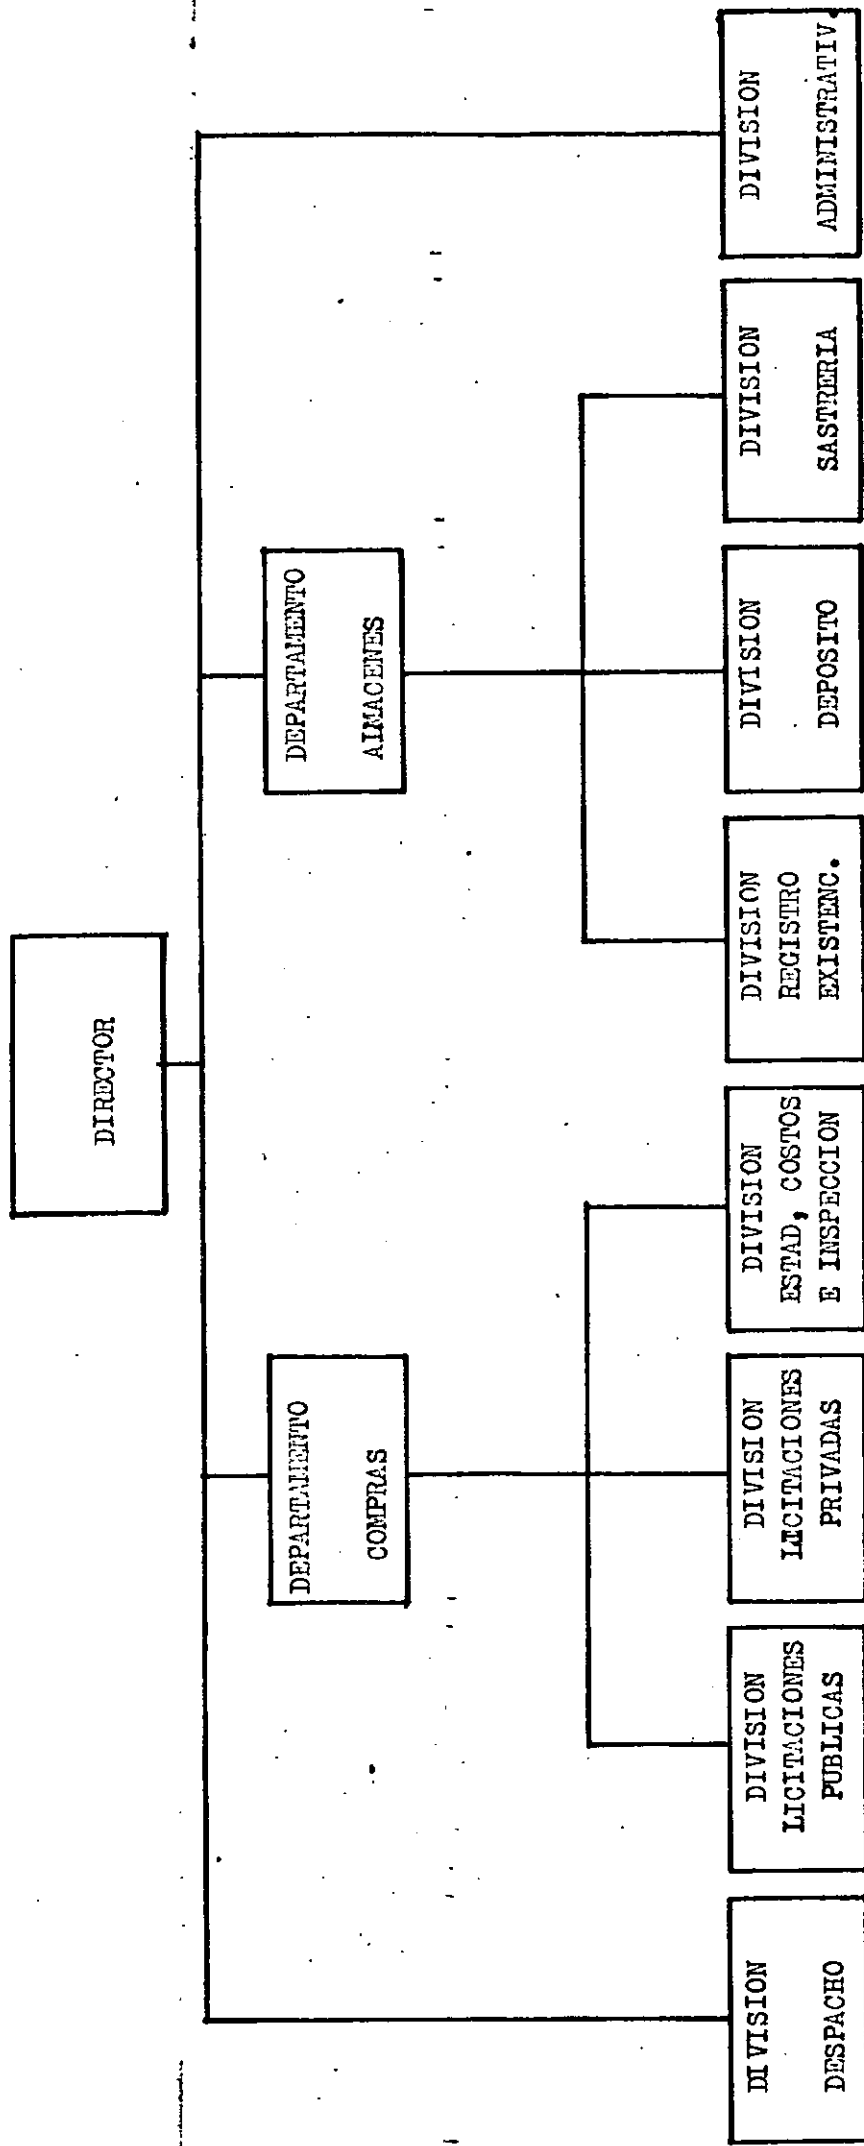 DIRECTOR
DEPARTAMENTO
COMPRAS
DEPARTAMENTO
ALMACENES
DIVISION
DESPACHO
DIVISION
LICITACIONES
PUBLICAS
DIVISION
LICITACIONES
PRIVADAS
DIVISION
ESTAD, COSTOS
E INSPECCION
DIVISION
REGISTRO
EXISTENC.
DIVISION
DEPOSITO
DIVISION
SASTRERIA
DIVISION
ADMINISTRATIV.